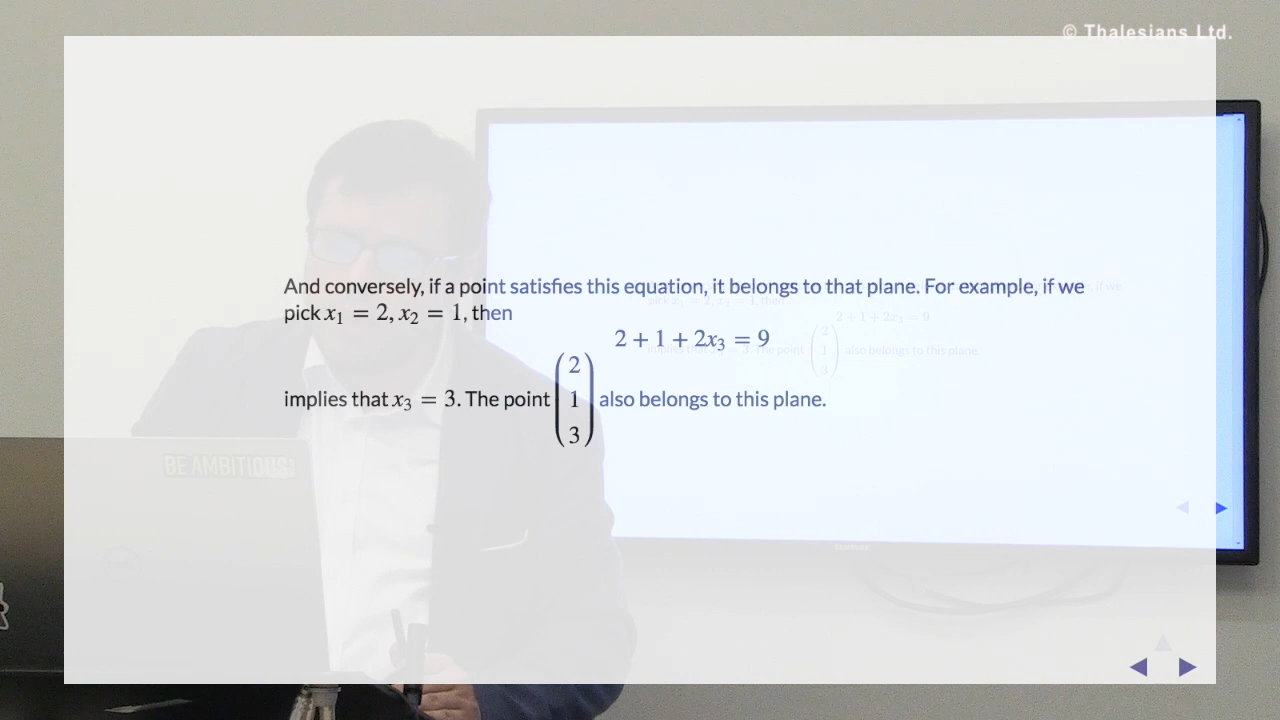 © Thalesians Ltd.
And conversely, if a point satisfies this equation, it belongs to that plane. For example, if we
pick x₁ = 2, x₂ = 1, then
2 + 1 + 2x₃ = 9
implies that x₃ = 3. The point (2 1 3) also belongs to this plane.
BE AMBITIOUS